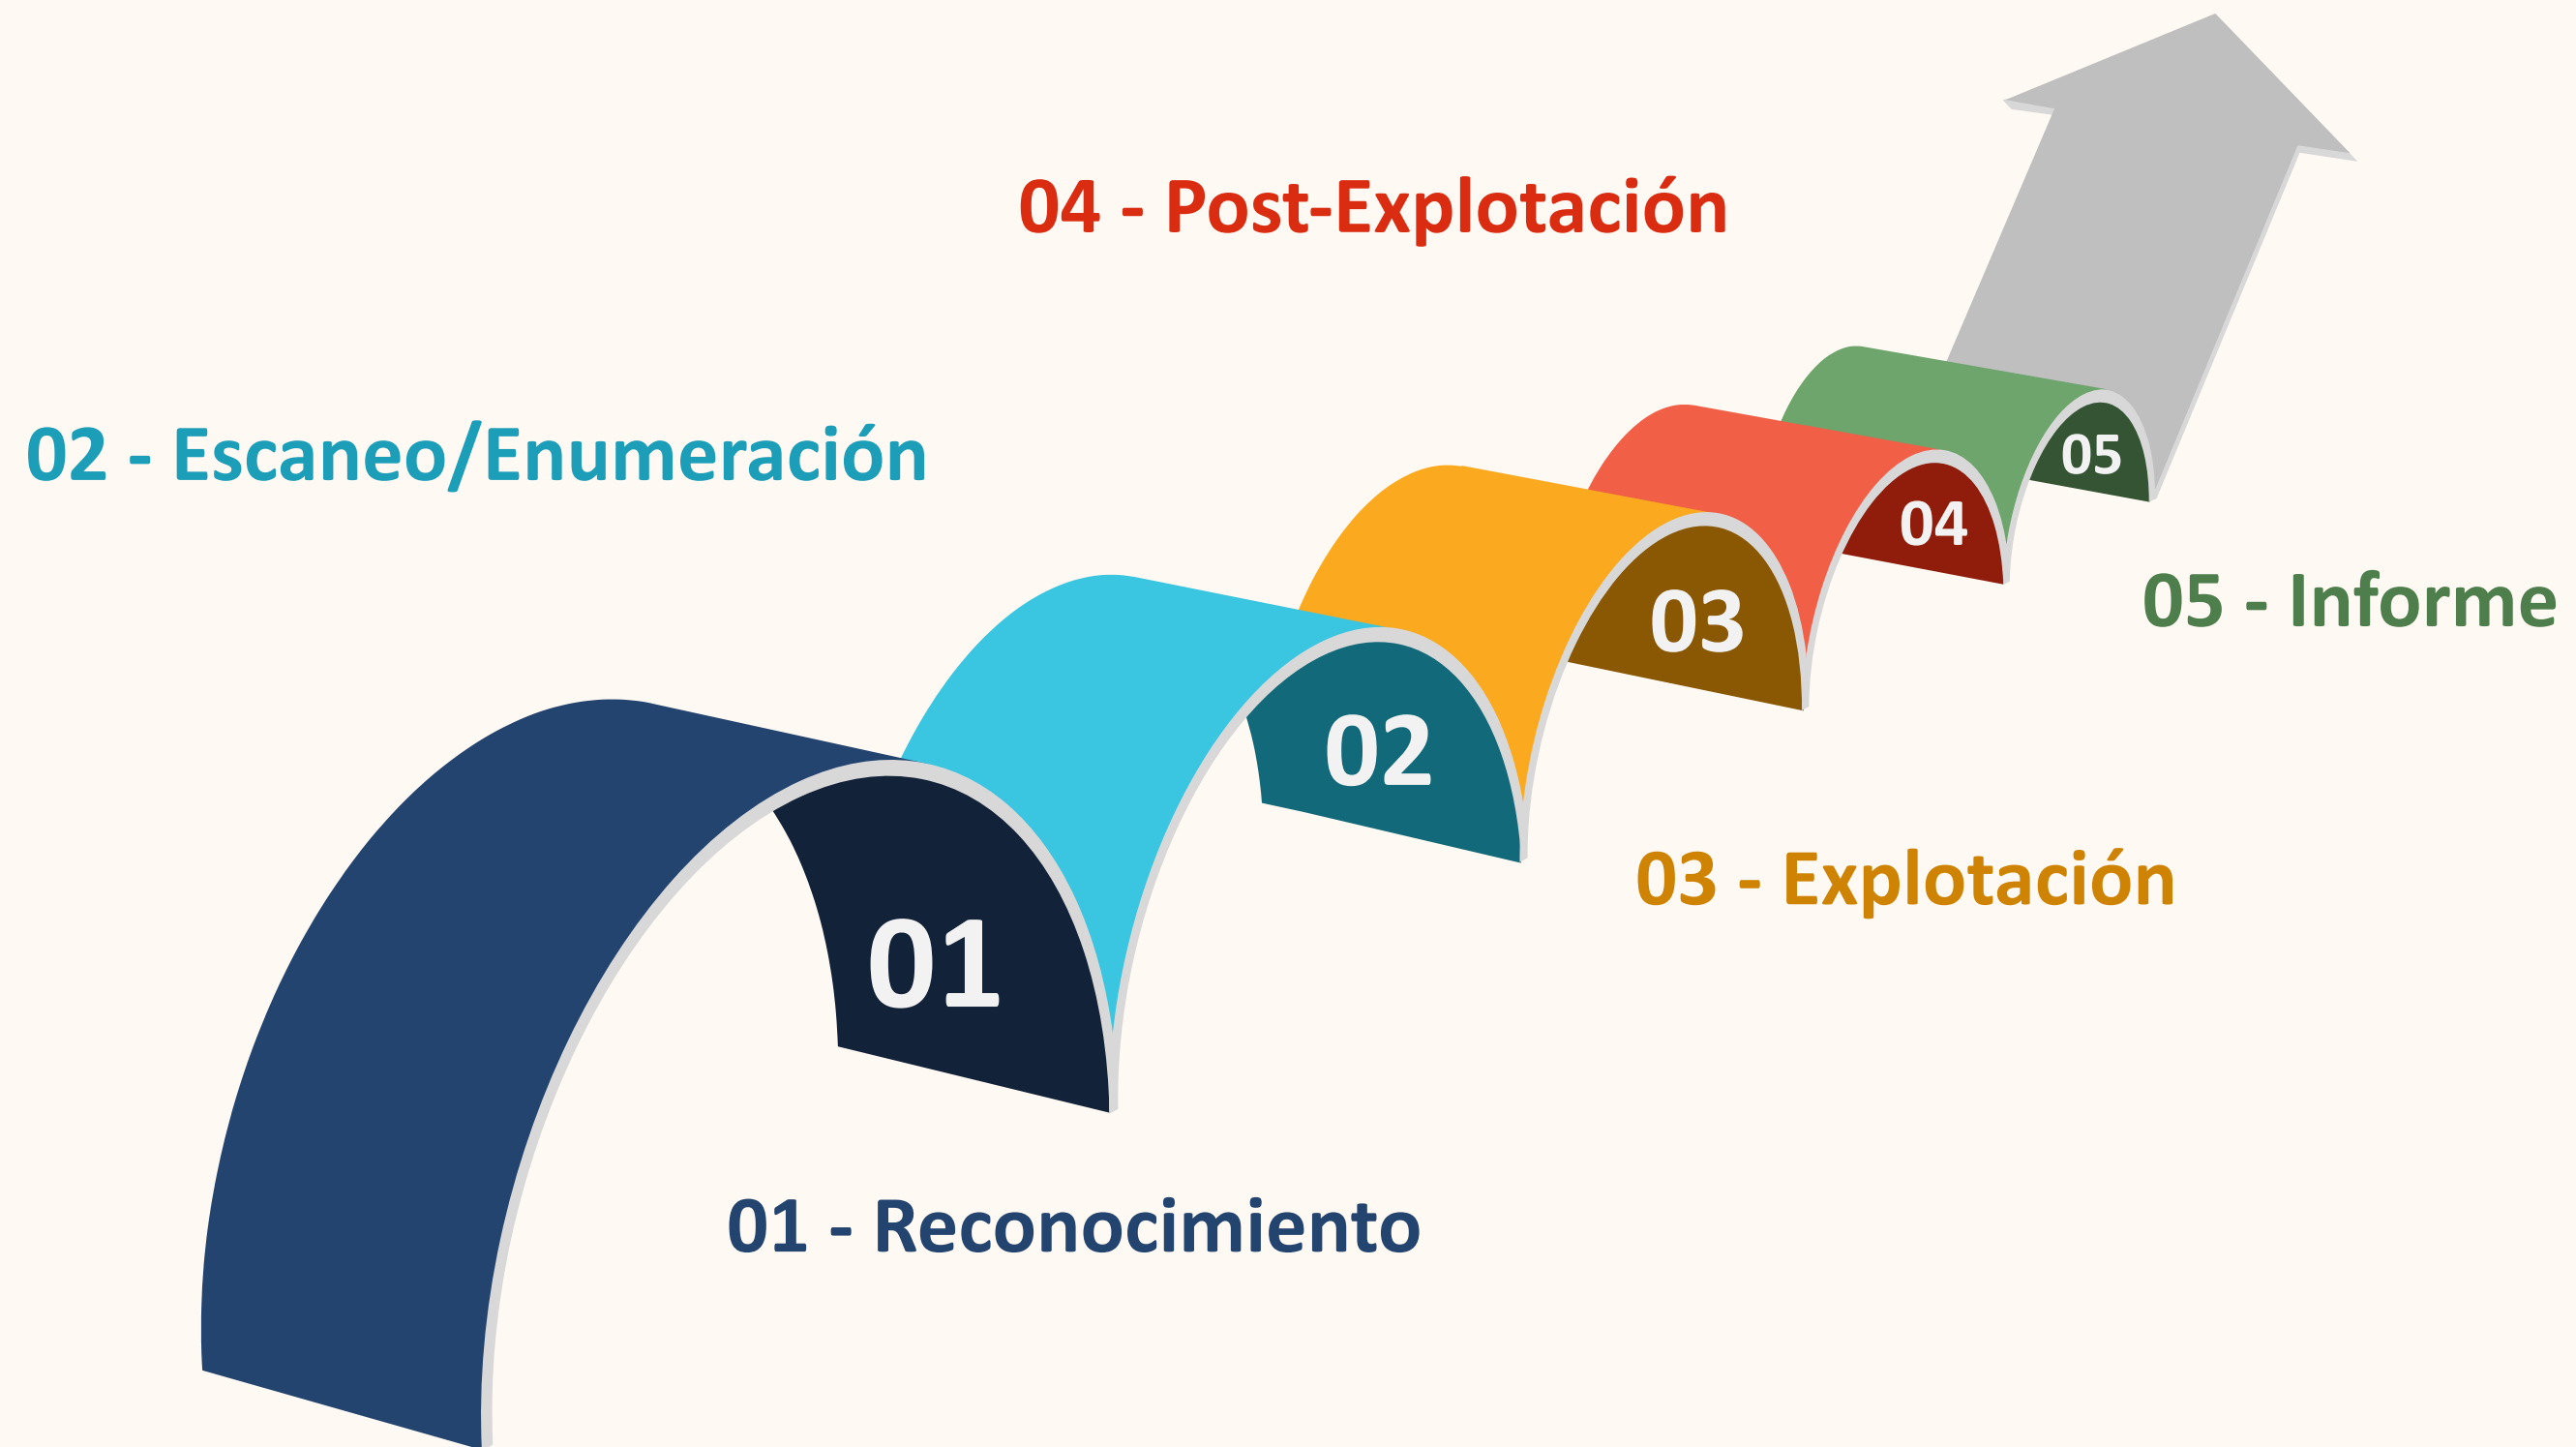 04 - Post-Explotación
02 - Escaneo/Enumeración
05
04
05 - Informe
03
02
03 - Explotación
01
01 - Reconocimiento